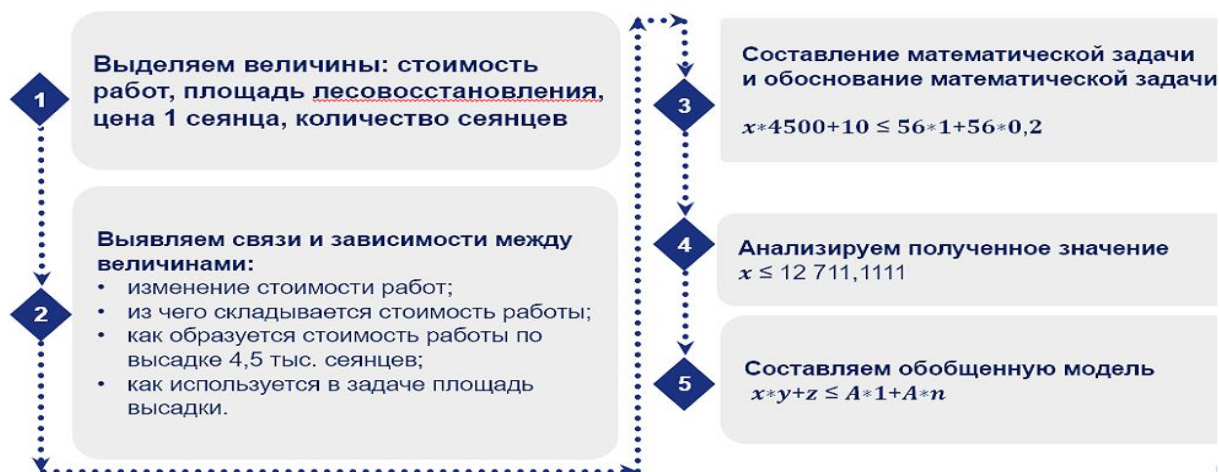 1
Выделяем величины: стоимость
работ, площадь лесовосстановления,
цена 1 сеянца, количество сеянцев
2
Выявляем связи и зависимости между
величинами:
• изменение стоимости работ;
• из чего складывается стоимость работы;
• как образуется стоимость работы по
высадке 4,5 тыс. сеянцев;
• как используется в задаче площадь
высадки.
3
Составление математической задачи
и обоснование математической задачи
x*4500+10 ≤ 56*1+56*0,2
4
Анализируем полученное значение
x ≤ 12 711,1111
5
Составляем обобщенную модель
x*y+z ≤ A*1+A*n